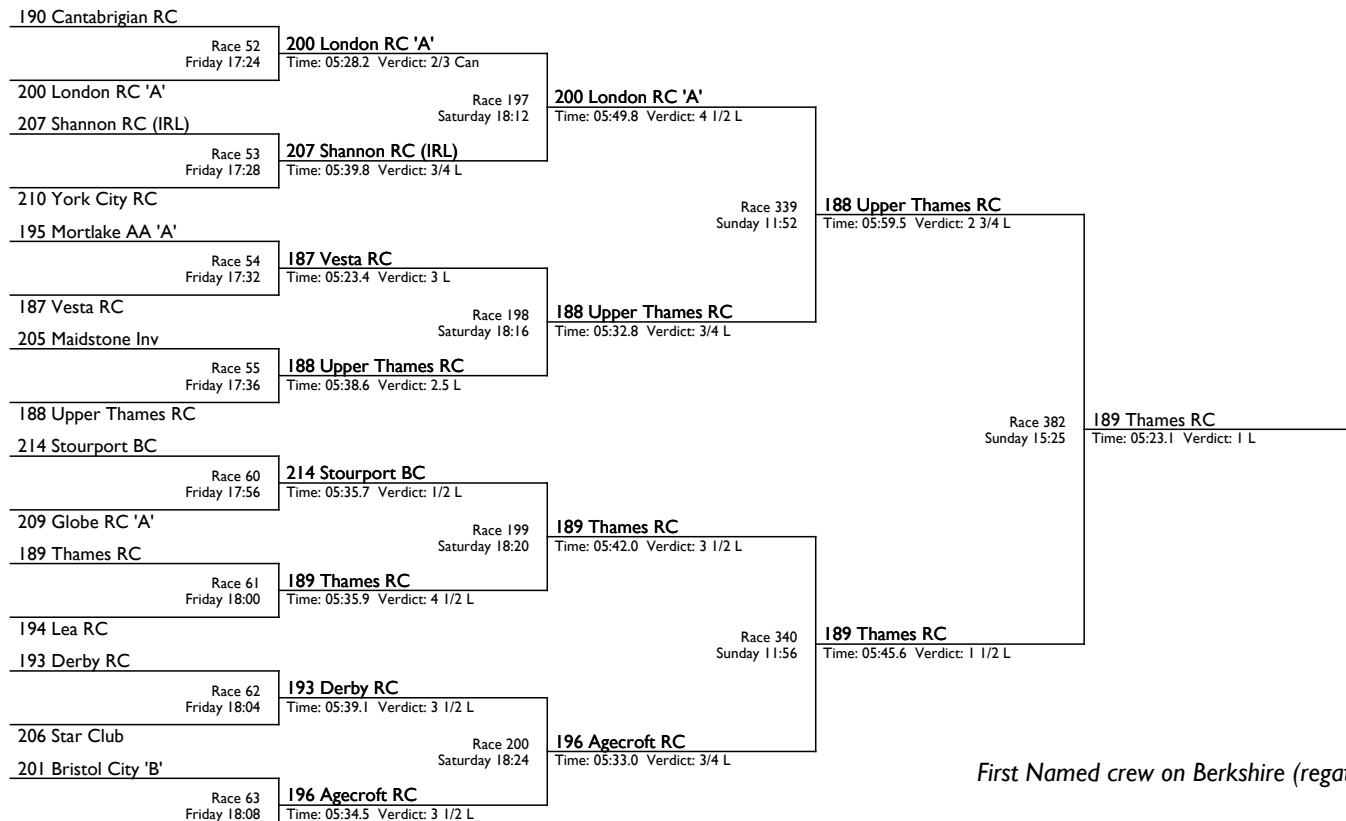 190 Cantabrigian RC
Race 52
Friday 17:24
200 London RC 'A'
Time: 05:28.2 Verdict: 2/3 Can
200 London RC 'A'
Race 197
Saturday 18:12
200 London RC 'A'
Time: 05:49.8 Verdict: 4 1/2 L
207 Shannon RC (IRL)
Race 53
Friday 17:28
207 Shannon RC (IRL)
Time: 05:39.8 Verdict: 3/4 L
210 York City RC
Race 339
Sunday 11:52
188 Upper Thames RC
Time: 05:59.5 Verdict: 2 3/4 L
195 Mortlake AA 'A'
Race 54
Friday 17:32
187 Vesta RC
Time: 05:23.4 Verdict: 3 L
187 Vesta RC
Race 198
Saturday 18:16
188 Upper Thames RC
Time: 05:32.8 Verdict: 3/4 L
205 Maidstone Inv
Race 55
Friday 17:36
188 Upper Thames RC
Time: 05:38.6 Verdict: 2.5 L
188 Upper Thames RC
Race 382
Sunday 15:25
189 Thames RC
Time: 05:23.1 Verdict: 1 L
214 Stourport BC
Race 60
Friday 17:56
214 Stourport BC
Time: 05:35.7 Verdict: 1/2 L
209 Globe RC 'A'
Race 199
Saturday 18:20
189 Thames RC
Time: 05:42.0 Verdict: 3 1/2 L
189 Thames RC
Race 61
Friday 18:00
189 Thames RC
Time: 05:35.9 Verdict: 4 1/2 L
194 Lea RC
Race 340
Sunday 11:56
189 Thames RC
Time: 05:45.6 Verdict: 1 1/2 L
193 Derby RC
Race 62
Friday 18:04
193 Derby RC
Time: 05:39.1 Verdict: 3 1/2 L
206 Star Club
Race 200
Saturday 18:24
196 Agecroft RC
Time: 05:33.0 Verdict: 3/4 L
201 Bristol City 'B'
Race 63
Friday 18:08
196 Agecroft RC
Time: 05:34.5 Verdict: 3 1/2 L
First Named crew on Berkshire